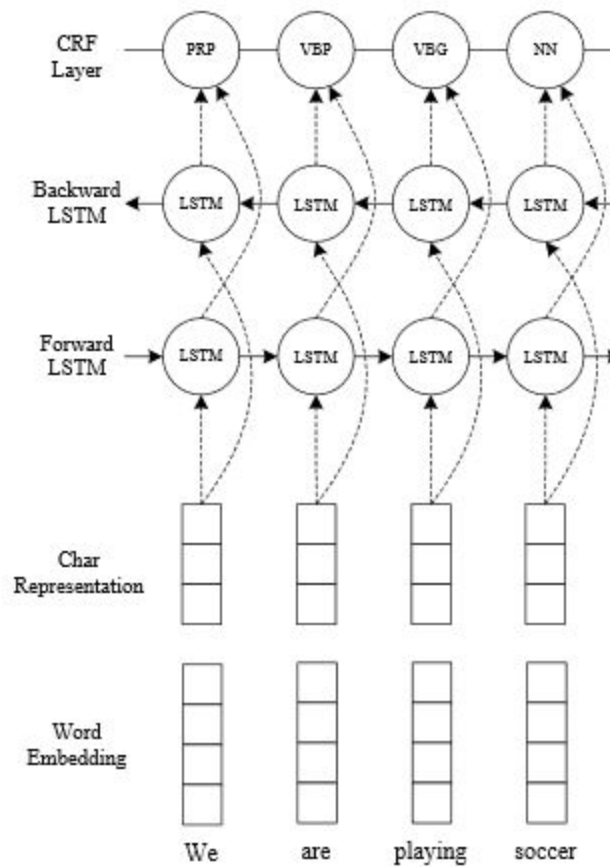 CRF
Layer
PRP
VBP
VBG
NN
Backward
LSTM
LSTM
LSTM
LSTM
LSTM
Forward
LSTM
LSTM
LSTM
LSTM
LSTM
Char
Representation
Word
Embedding
We
are
playing
soccer